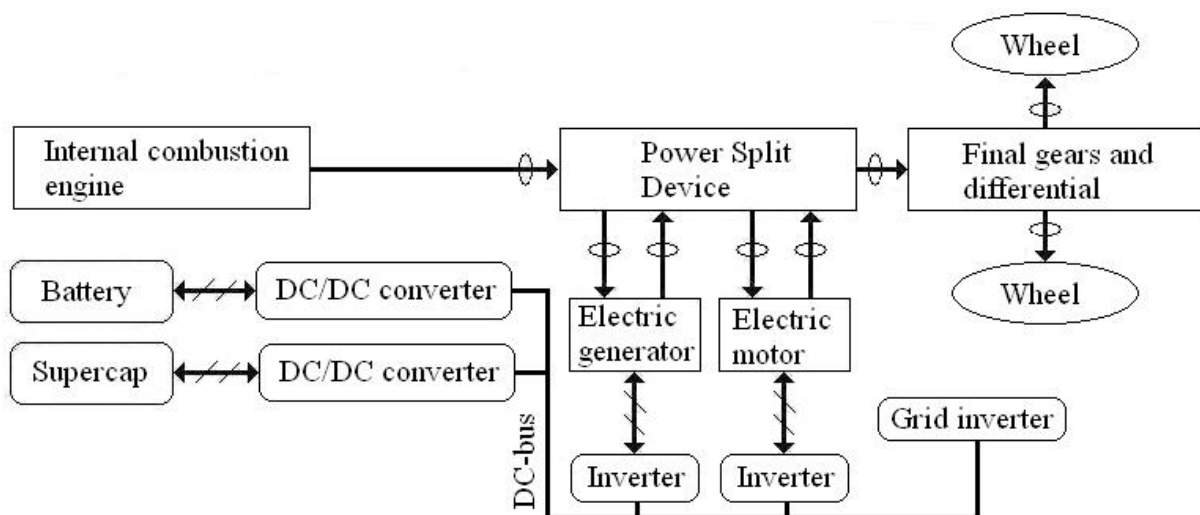 Wheel
Internal combustion
engine
Power Split
Device
Final gears and
differential
Battery
DC/DC converter
Wheel
Electric
generator
Electric
motor
Supercap
DC/DC converter
Grid inverter
DC-bus
Inverter
Inverter